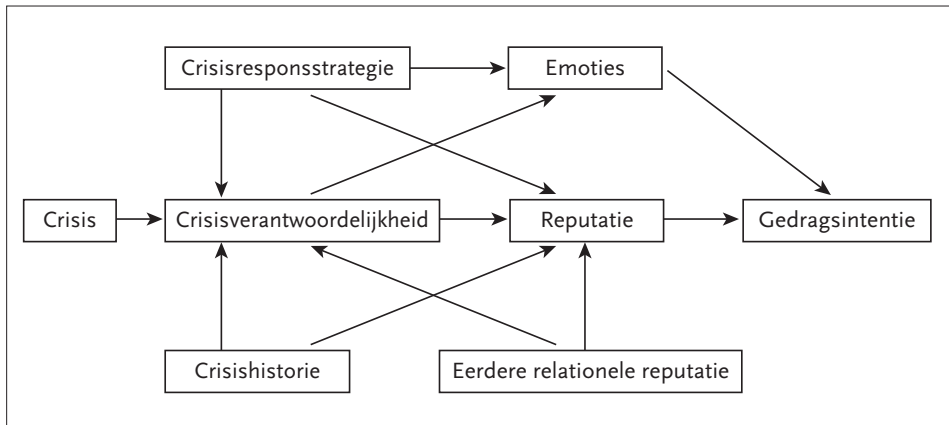 Crisisresponsstrategie
Emoties
Crisis
Crisisverantwoordelijkheid
Reputatie
Gedragsintentie
Crisishistorie
Eerdere relationele reputatie